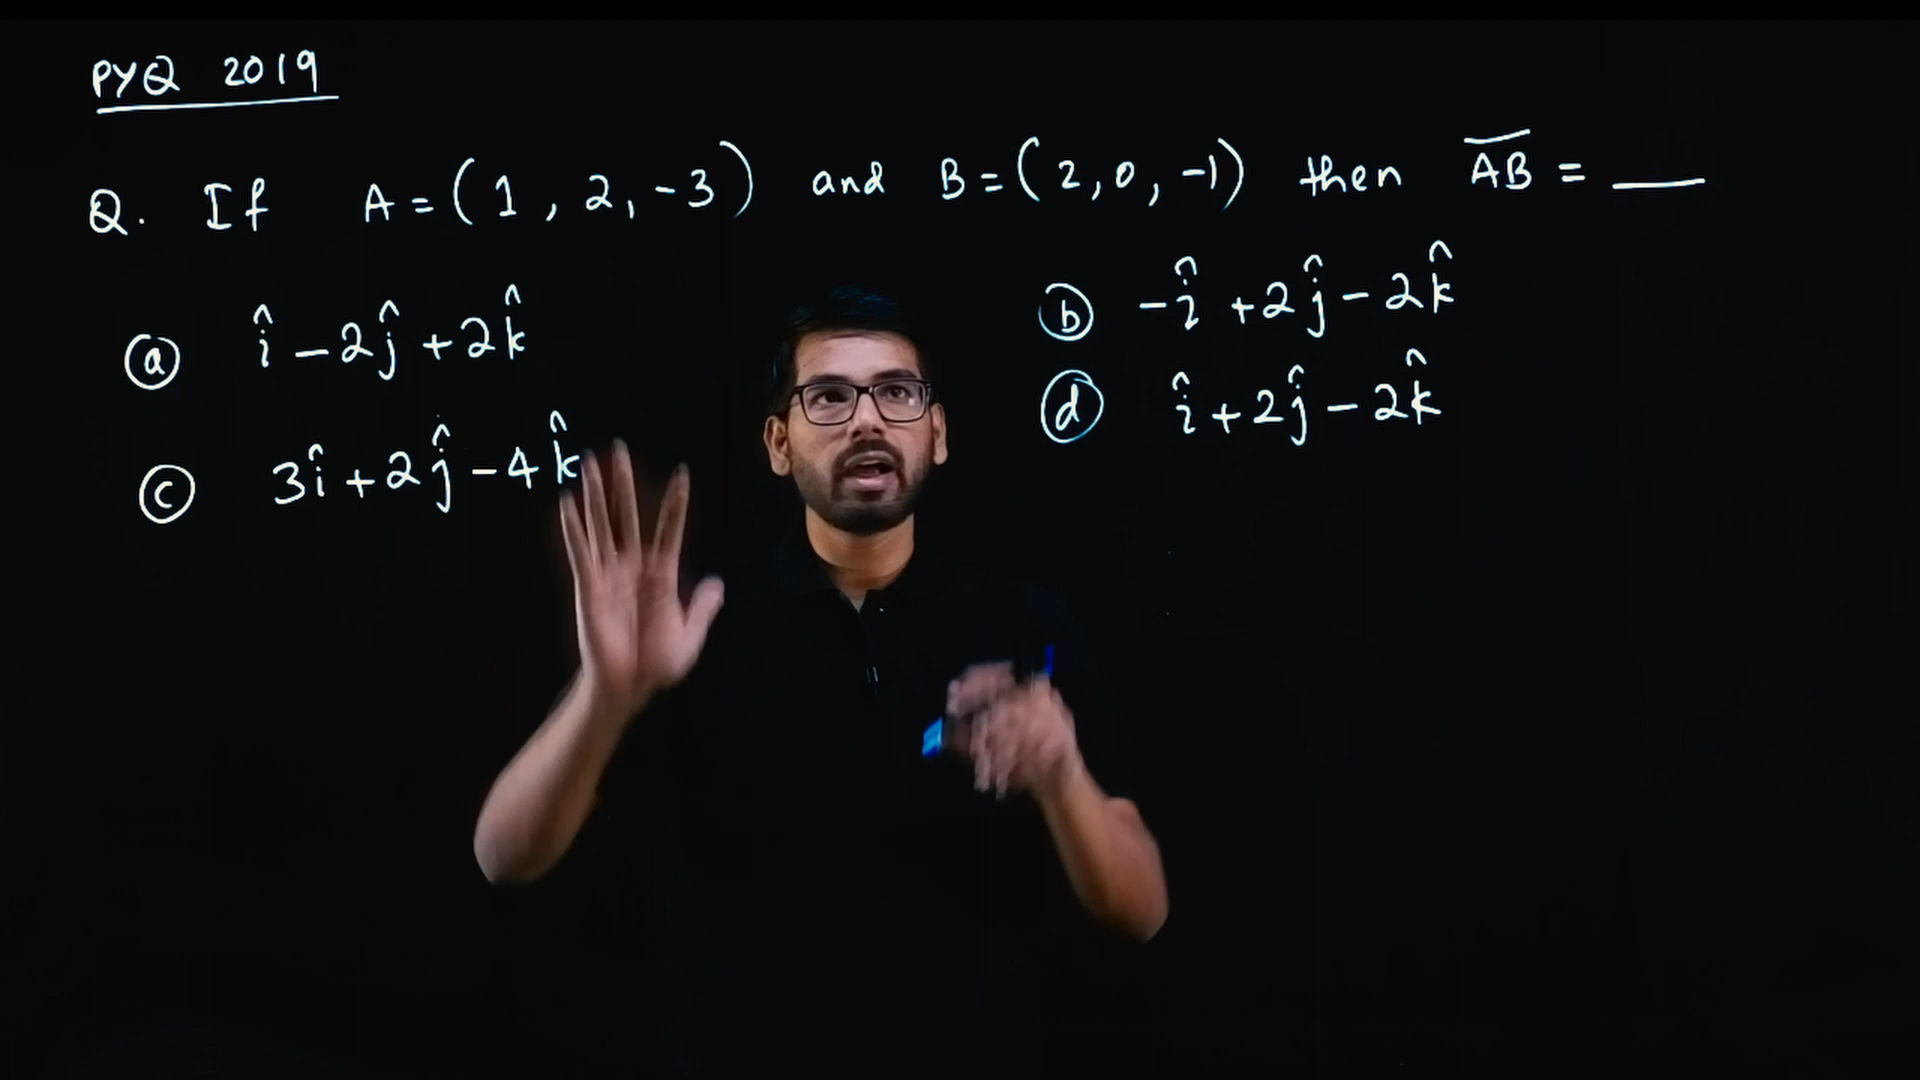 PYQ 2019
Q. If A = (1, 2, -3) and B = (2, 0, -1) then \overline{AB} = ___
ⓐ î - 2ĵ + 2k̂
ⓑ -î + 2ĵ - 2k̂
ⓒ 3î + 2ĵ - 4k̂
ⓓ î + 2ĵ - 2k̂